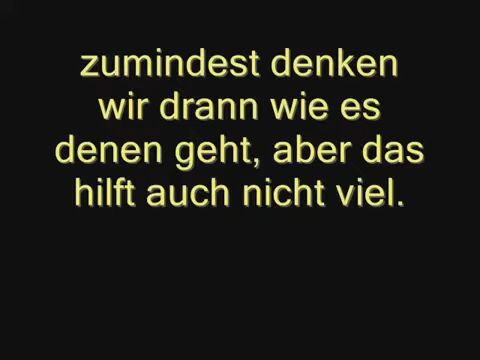 zumindest denken
wir drann wie es
denen geht, aber das
hilft auch nicht viel.